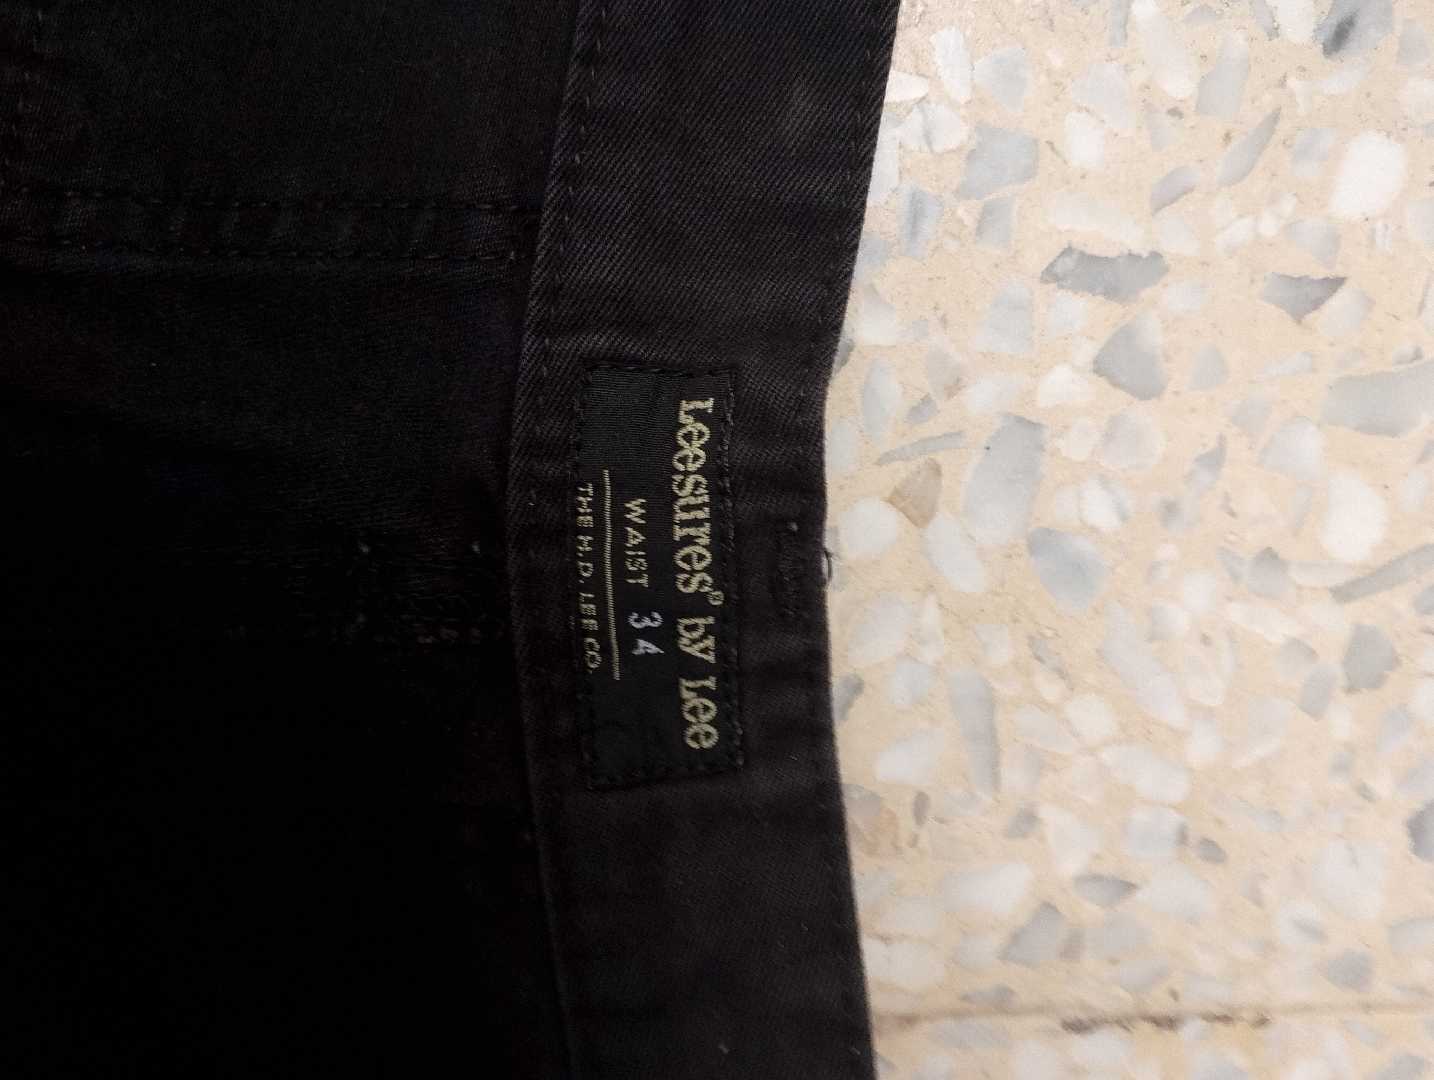 Leesures® by Lee
WAIST 34
THE H.D. LEE CO.